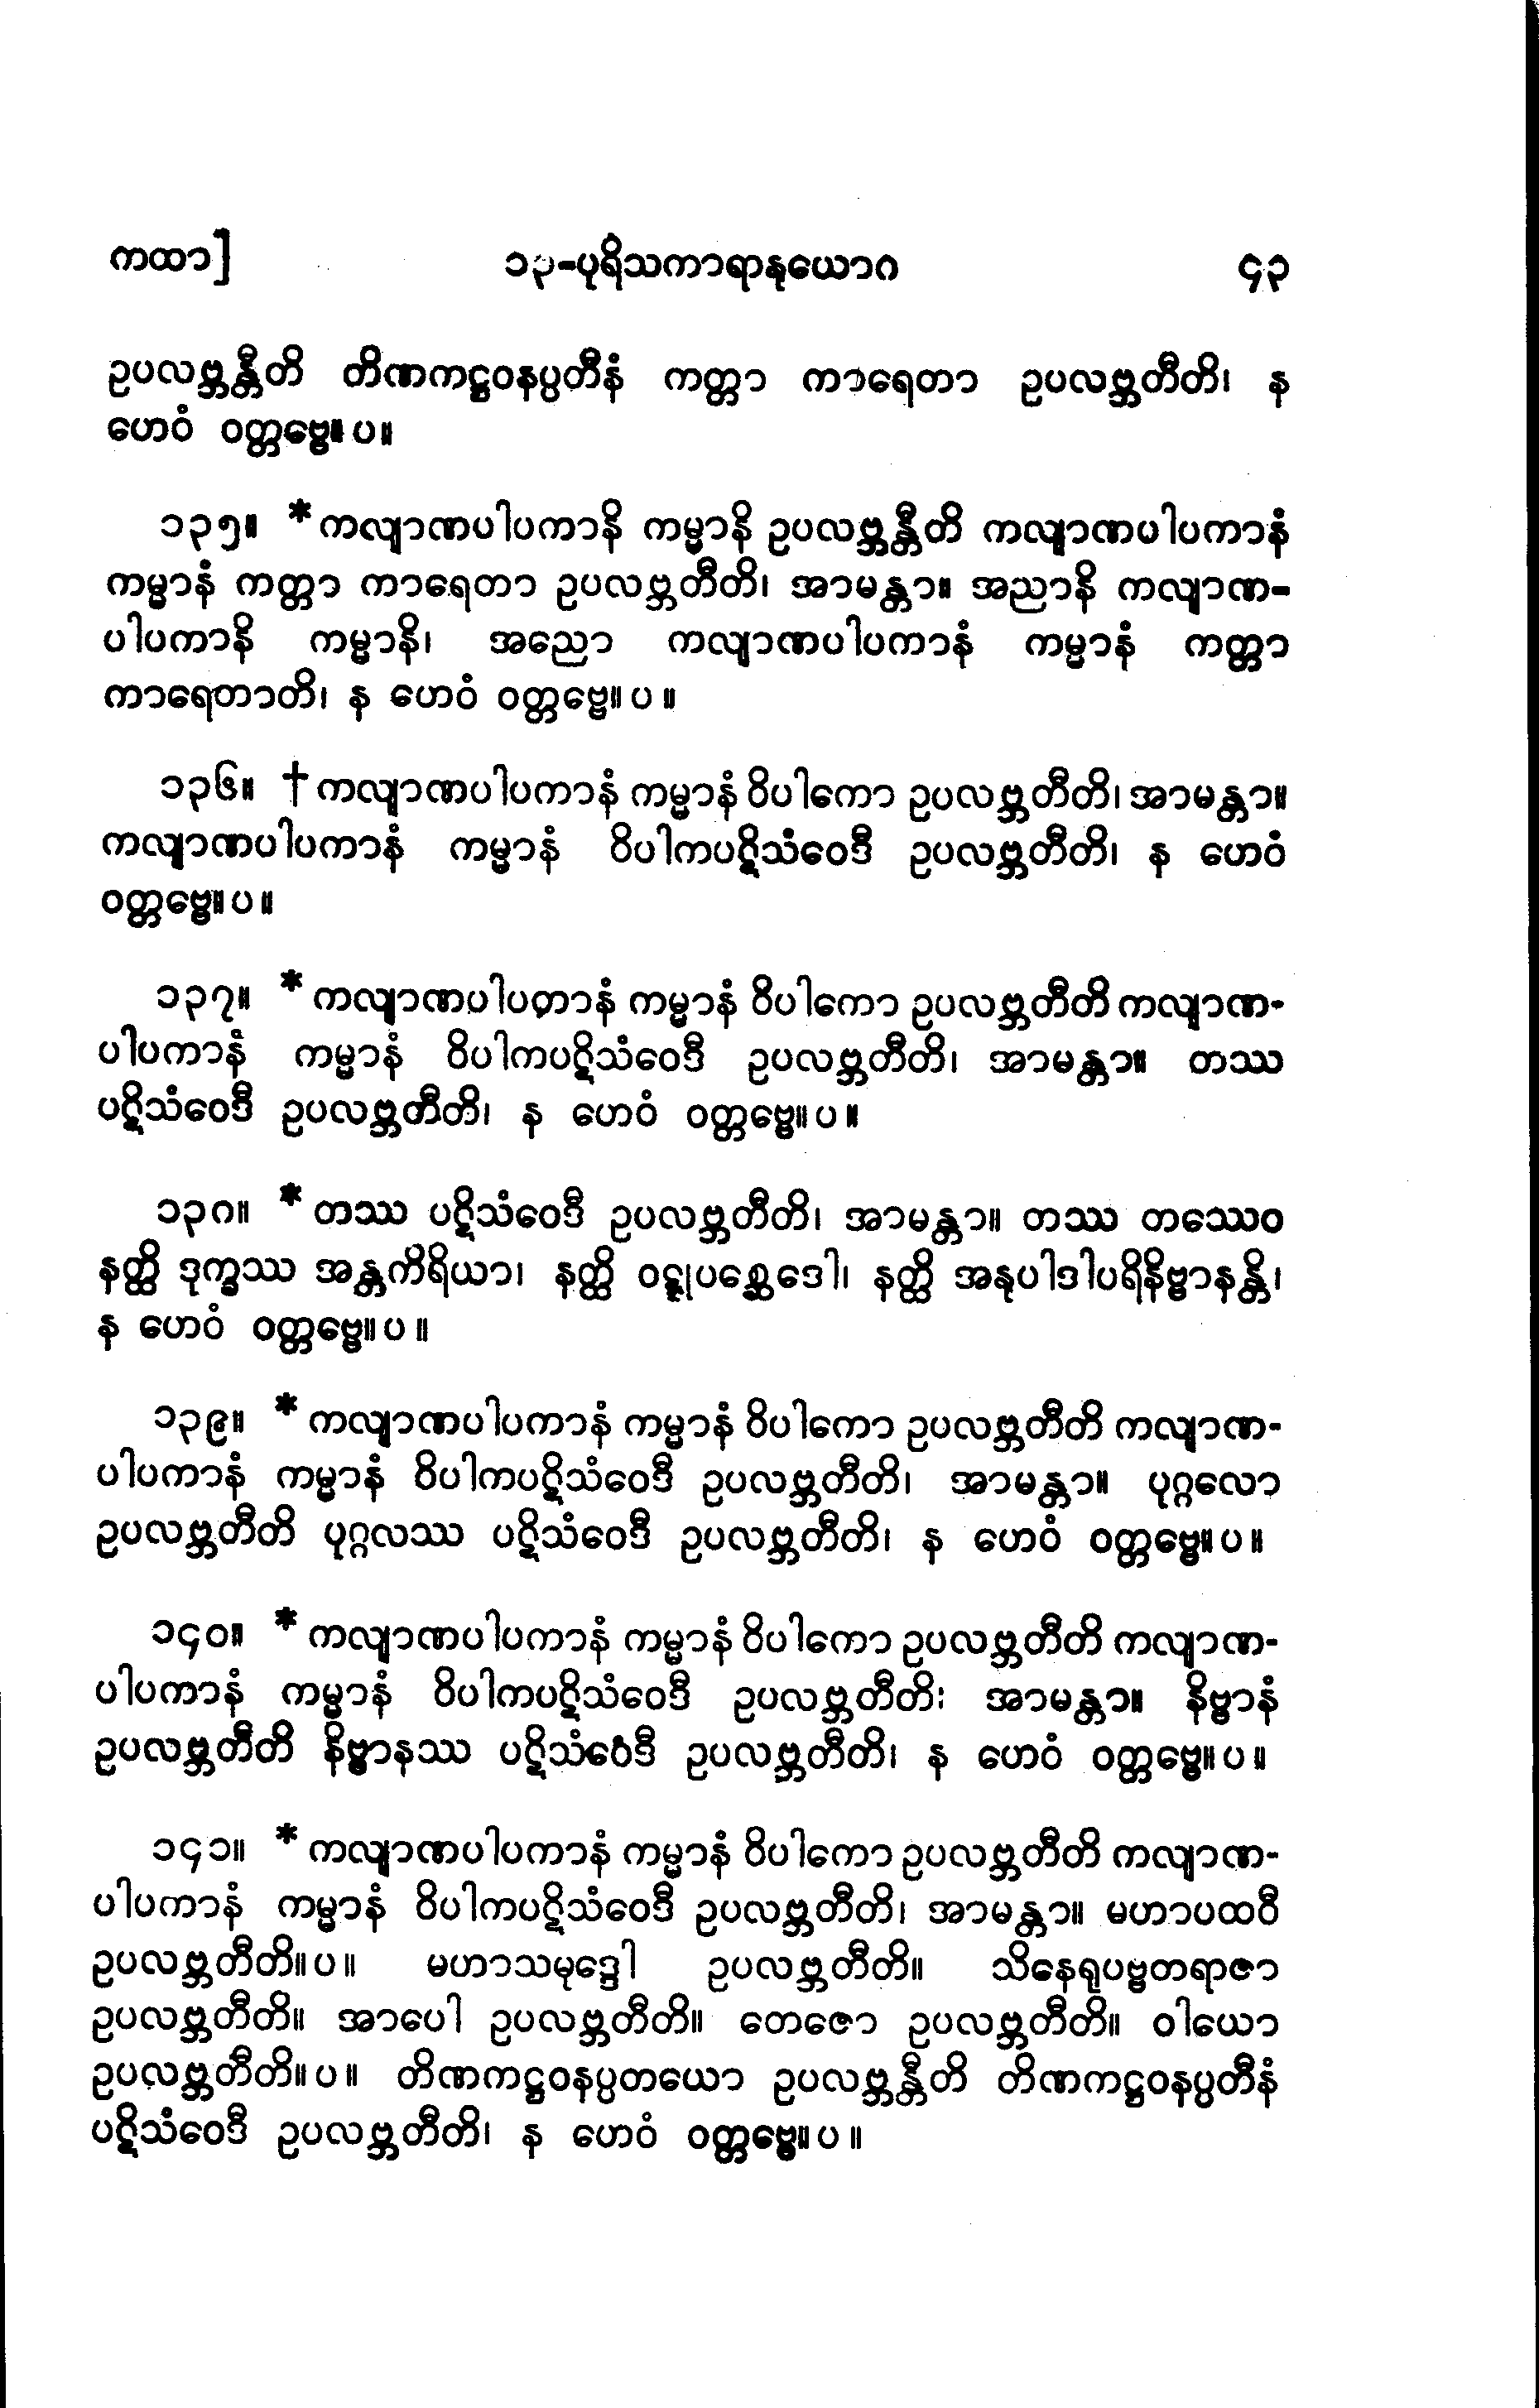 ကထာ] ၁၃-ပုရိသကာရာနုယောဂ ၄၃
ဥပလဗ္ဘန္တီတိ တိဏကဋ္ဌဝနပ္ပတီနံ ကတ္တာ ကာရေတာ ဥပလဗ္ဘတီတိ၊ န
ဟေဝံ ဝတ္တဗ္ဗေ။ပ။
၁၃၅။ *ကလျာဏပါပကာနိ ကမ္မာနိ ဥပလဗ္ဘန္တီတိ ကလျာဏပါပကာနံ
ကမ္မာနံ ကတ္တာ ကာရေတာ ဥပလဗ္ဘတီတိ၊ အာမန္တာ။ အညာနိ ကလျာဏ-
ပါပကာနိ ကမ္မာနိ၊ အညော ကလျာဏပါပကာနံ ကမ္မာနံ ကတ္တာ
ကာရေတာတိ၊ န ဟေဝံ ဝတ္တဗ္ဗေ။ပ။
၁၃၆။ †ကလျာဏပါပကာနံ ကမ္မာနံ ဝိပါကော ဥပလဗ္ဘတီတိ၊ အာမန္တာ။
ကလျာဏပါပကာနံ ကမ္မာနံ ဝိပါကပဋိသံဝေဒီ ဥပလဗ္ဘတီတိ၊ န ဟေဝံ
ဝတ္တဗ္ဗေ။ပ။
၁၃၇။ *ကလျာဏပါပတာနံ ကမ္မာနံ ဝိပါကော ဥပလဗ္ဘတီတိ ကလျာဏ-
ပါပကာနံ ကမ္မာနံ ဝိပါကပဋိသံဝေဒီ ဥပလဗ္ဘတီတိ၊ အာမန္တာ။ တဿ
ပဋိသံဝေဒီ ဥပလဗ္ဘတီတိ၊ န ဟေဝံ ဝတ္တဗ္ဗေ။ပ။
၁၃၈။ *တဿ ပဋိသံဝေဒီ ဥပလဗ္ဘတီတိ၊ အာမန္တာ။ တဿ တဿေဝ
နတ္ထိ ဒုက္ခဿ အန္တကိရိယာ၊ နတ္ထိ ဝဋ္ဋုပစ္ဆေဒေါ၊ နတ္ထိ အနုပါဒါပရိနိဗ္ဗာနန္တိ၊
န ဟေဝံ ဝတ္တဗ္ဗေ။ပ။
၁၃၉။ *ကလျာဏပါပကာနံ ကမ္မာနံ ဝိပါကော ဥပလဗ္ဘတီတိ ကလျာဏ-
ပါပကာနံ ကမ္မာနံ ဝိပါကပဋိသံဝေဒီ ဥပလဗ္ဘတီတိ၊ အာမန္တာ။ ပုဂ္ဂလော
ဥပလဗ္ဘတီတိ ပုဂ္ဂလဿ ပဋိသံဝေဒီ ဥပလဗ္ဘတီတိ၊ န ဟေဝံ ဝတ္တဗ္ဗေ။ပ။
၁၄၀။ *ကလျာဏပါပကာနံ ကမ္မာနံ ဝိပါကော ဥပလဗ္ဘတီတိ ကလျာဏ-
ပါပကာနံ ကမ္မာနံ ဝိပါကပဋိသံဝေဒီ ဥပလဗ္ဘတီတိ၊ အာမန္တာ။ နိဗ္ဗာနံ
ဥပလဗ္ဘတီတိ နိဗ္ဗာနဿ ပဋိသံဝေဒီ ဥပလဗ္ဘတီတိ၊ န ဟေဝံ ဝတ္တဗ္ဗေ။ပ။
၁၄၁။ *ကလျာဏပါပကာနံ ကမ္မာနံ ဝိပါကော ဥပလဗ္ဘတီတိ ကလျာဏ-
ပါပကာနံ ကမ္မာနံ ဝိပါကပဋိသံဝေဒီ ဥပလဗ္ဘတီတိ၊ အာမန္တာ။ မဟာပထဝီ
ဥပလဗ္ဘတီတိ။ပ။ မဟာသမုဒ္ဒေါ ဥပလဗ္ဘတီတိ။ သိနေရုပဗ္ဗတရာဇာ
ဥပလဗ္ဘတီတိ။ အာပေါ ဥပလဗ္ဘတီတိ။ တေဇော ဥပလဗ္ဘတီတိ။ ဝါယော
ဥပလဗ္ဘတီတိ။ပ။ တိဏကဋ္ဌဝနပ္ပတယော ဥပလဗ္ဘန္တီတိ တိဏကဋ္ဌဝနပ္ပတီနံ
ပဋိသံဝေဒီ ဥပလဗ္ဘတီတိ၊ န ဟေဝံ ဝတ္တဗ္ဗေ။ပ။